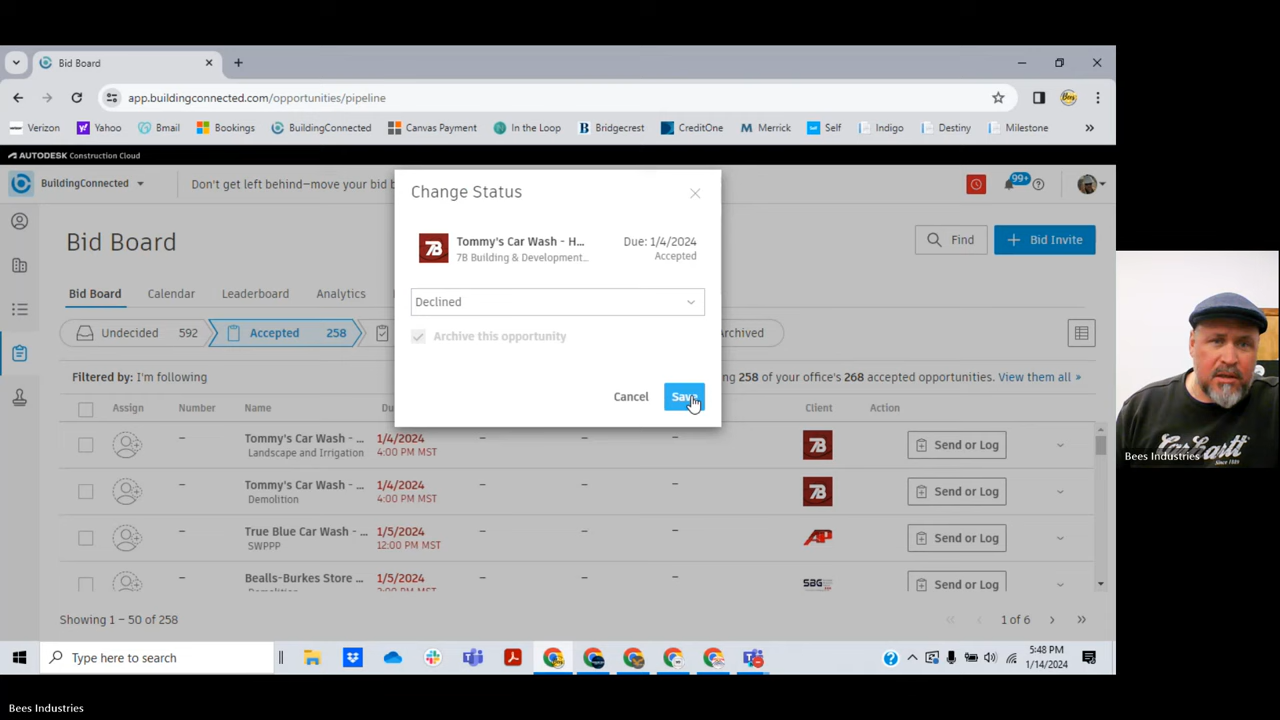 Bid Board
app.buildingconnected.com/opportunities/pipeline
Verizon Yahoo Bmail Bookings BuildingConnected Canvas Payment In the Loop Bridgecrest CreditOne Merrick Self Indigo Destiny Milestone
AUTODESK Construction Cloud
BuildingConnected Don't get left behind—move your bid b 99+
Change Status
Tommy's Car Wash - H... Due: 1/4/2024
7B Building & Development... Accepted
Declined
Archive this opportunity
Cancel Save
Bid Board Find Bid Invite
Bid Board Calendar Leaderboard Analytics
Undecided 592 Accepted 258 Archived
Filtered by: I'm following 258 of your office's 268 accepted opportunities. View them all »
Assign Number Name Client Action
Tommy's Car Wash - ... 1/4/2024 7B Send or Log
Landscape and Irrigation 4:00 PM MST
Tommy's Car Wash - ... 1/4/2024 7B Send or Log
Demolition 4:00 PM MST
True Blue Car Wash - ... 1/5/2024 AP Send or Log
SWPPP 12:00 PM MST
Bealls-Burkes Store ... 1/5/2024 SBG Send or Log
Showing 1 – 50 of 258 1 of 6
Type here to search 5:48 PM
1/14/2024
Carhartt
Since 1889
Bees Industries
Bees Industries